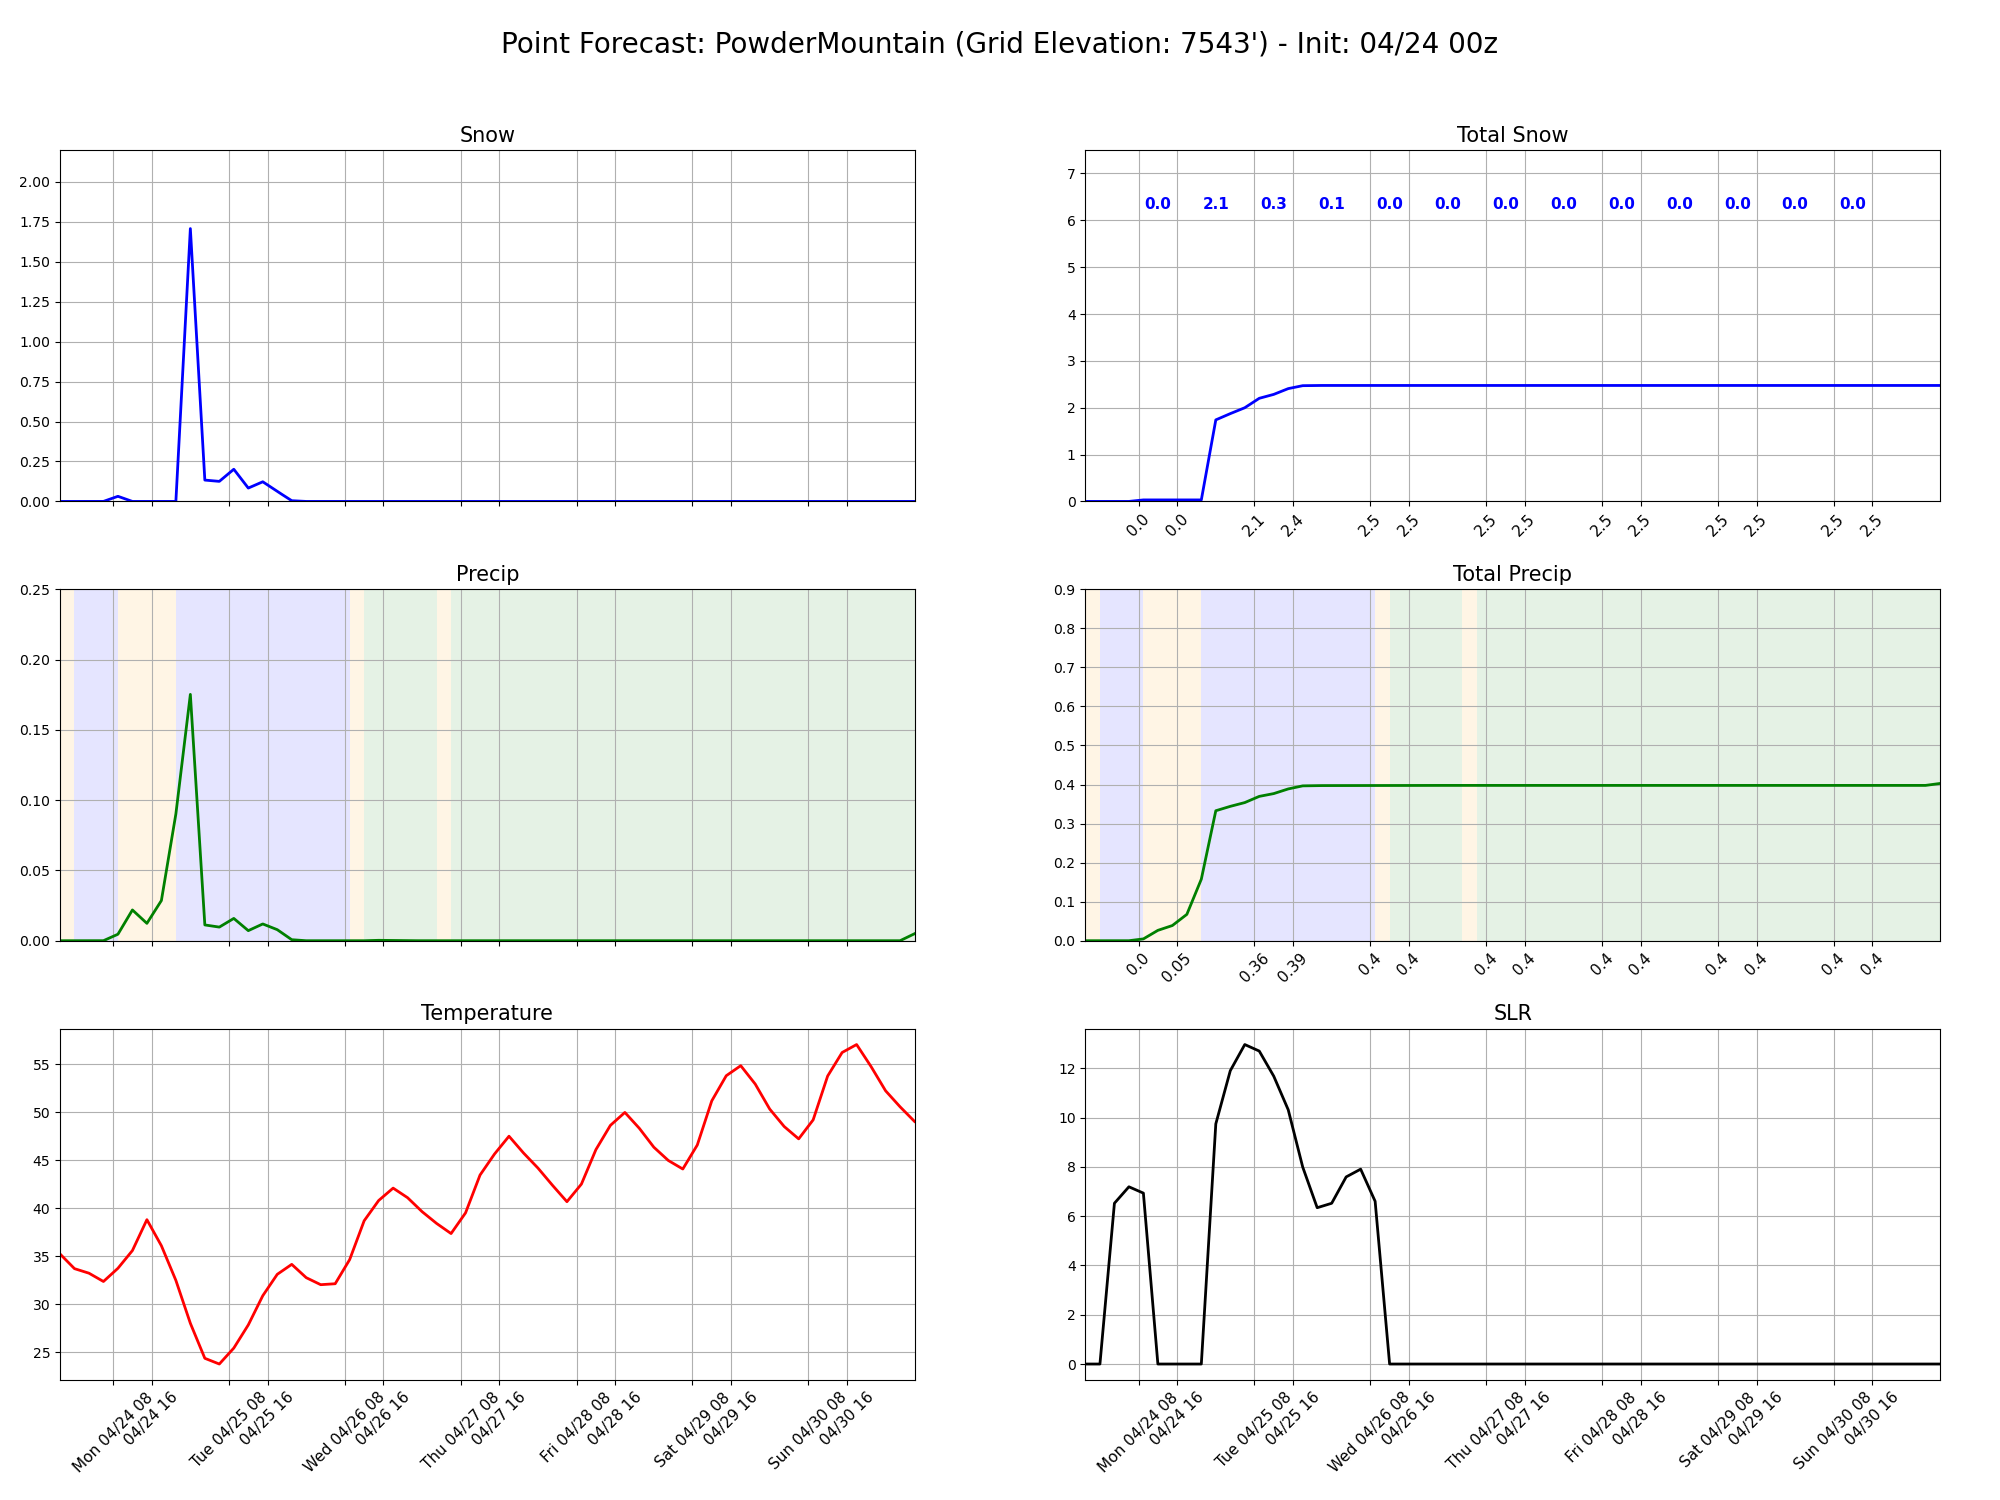 Point Forecast: PowderMountain (Grid Elevation: 7543') - Init: 04/24 00z
Snow
2.00
1.75
1.50
1.25
1.00
0.75
0.50
0.25
0.00
Total Snow
7
6
5
4
3
2
1
0
0.0 2.1 0.3 0.1 0.0 0.0 0.0 0.0 0.0 0.0 0.0 0.0 0.0
0.0 0.0 2.1 2.4 2.5 2.5 2.5 2.5 2.5 2.5 2.5 2.5 2.5 2.5
Precip
0.25
0.20
0.15
0.10
0.05
0.00
Total Precip
0.9
0.8
0.7
0.6
0.5
0.4
0.3
0.2
0.1
0.0
0.0 0.05 0.36 0.39 0.4 0.4 0.4 0.4 0.4 0.4 0.4 0.4 0.4 0.4
Temperature
55
50
45
40
35
30
25
Mon 04/24 08
04/24 16
Tue 04/25 08
04/25 16
Wed 04/26 08
04/26 16
Thu 04/27 08
04/27 16
Fri 04/28 08
04/28 16
Sat 04/29 08
04/29 16
Sun 04/30 08
04/30 16
SLR
12
10
8
6
4
2
0
Mon 04/24 08
04/24 16
Tue 04/25 08
04/25 16
Wed 04/26 08
04/26 16
Thu 04/27 08
04/27 16
Fri 04/28 08
04/28 16
Sat 04/29 08
04/29 16
Sun 04/30 08
04/30 16